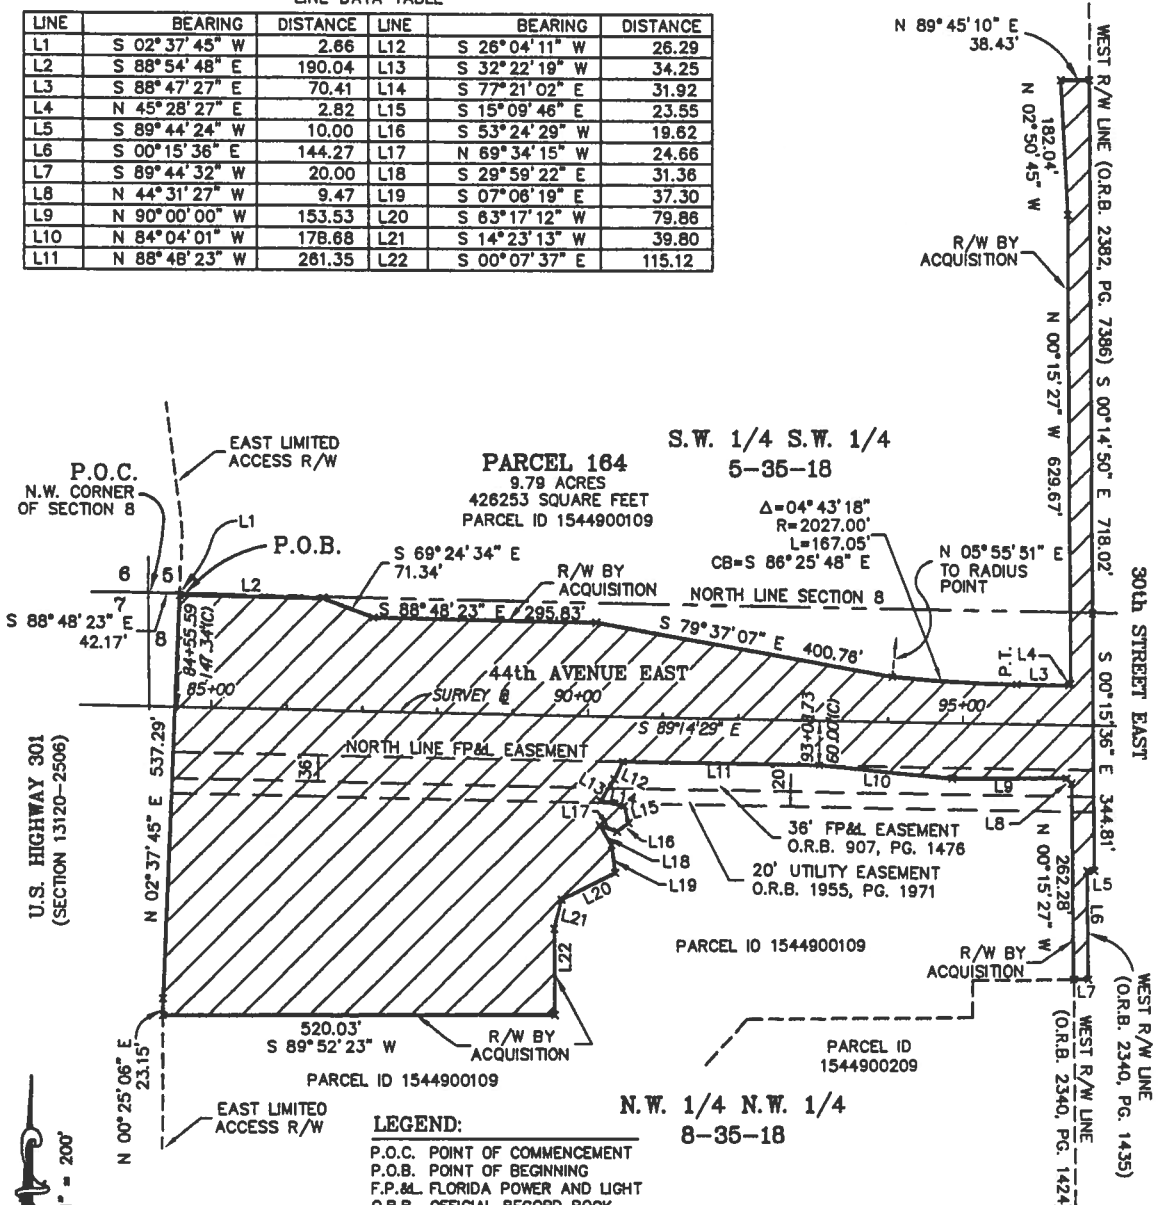 LINE DATA TABLE
LINE BEARING DISTANCE LINE BEARING DISTANCE
L1 S 02°37'45" W 2.66 L12 S 26°04'11" W 26.29
L2 S 88°54'48" E 190.04 L13 S 32°22'19" W 34.25
L3 S 88°47'27" E 70.41 L14 S 77°21'02" E 31.92
L4 N 45°28'27" E 2.82 L15 S 15°09'46" E 23.55
L5 S 89°44'24" W 10.00 L16 S 53°24'29" W 19.62
L6 S 00°15'36" E 144.27 L17 N 69°34'15" W 24.66
L7 S 89°44'32" W 20.00 L18 S 29°59'22" E 31.36
L8 N 44°31'27" W 9.47 L19 S 07°06'19" E 37.30
L9 N 90°00'00" W 153.53 L20 S 63°17'12" W 79.86
L10 N 84°04'01" W 178.68 L21 S 14°23'13" W 39.80
L11 N 88°48'23" W 261.35 L22 S 00°07'37" E 115.12
N 89°45'10" E
38.43'
WEST R/W LINE (O.R.B. 2382, PG. 7386) S 00°14'50" E 718.02'
182.04'
N 02°50'45" W
R/W BY
ACQUISITION
N 00°15'27" W 629.67'
S.W. 1/4 S.W. 1/4
5-35-18
EAST LIMITED
ACCESS R/W
PARCEL 164
9.79 ACRES
426253 SQUARE FEET
PARCEL ID 1544900109
P.O.C.
N.W. CORNER
OF SECTION 8
Δ=04°43'18"
R=2027.00'
L=167.05'
CB=S 86°25'48" E
L1
P.O.B.
S 69°24'34" E
71.34'
N 05°55'51" E
TO RADIUS
POINT
R/W BY
ACQUISITION
6 5
7
8
L2
NORTH LINE SECTION 8
S 88°48'23" E
42.17'
S 88°48'23" E 295.83'
S 79°37'07" E 400.76'
P.T.
L4
L3
30th STREET EAST
84+55.59
147.34'(C)
44th AVENUE EAST
85+00
SURVEY ℄
90+00
95+00
S 89°14'29" E
93+08.73
60.00'(C)
S 00°15'36" E 344.81'
U.S. HIGHWAY 301
(SECTION 13120-2506)
N 02°37'45" E 537.29'
NORTH LINE FP&L EASEMENT
36'
L12
L11
20'
L10
L9
L13
L14
L17
L15
L8
L16
36' FP&L EASEMENT
O.R.B. 907, PG. 1476
L18
L19
20' UTILITY EASEMENT
O.R.B. 1955, PG. 1971
262.28'
N 00°15'27" W
L5
L20
L21
L6
L22
PARCEL ID 1544900109
R/W BY
ACQUISITION
L7
WEST R/W LINE
(O.R.B. 2340, PG. 1435)
520.03'
S 89°52'23" W
R/W BY
ACQUISITION
PARCEL ID
1544900209
WEST R/W LINE
(O.R.B. 2340, PG. 1424
N 00°25'06" E
23.15'
PARCEL ID 1544900109
EAST LIMITED
ACCESS R/W
N.W. 1/4 N.W. 1/4
8-35-18
= 200'
LEGEND:
P.O.C. POINT OF COMMENCEMENT
P.O.B. POINT OF BEGINNING
F.P.&L. FLORIDA POWER AND LIGHT
O.R.B. OFFICIAL RECORD BOOK